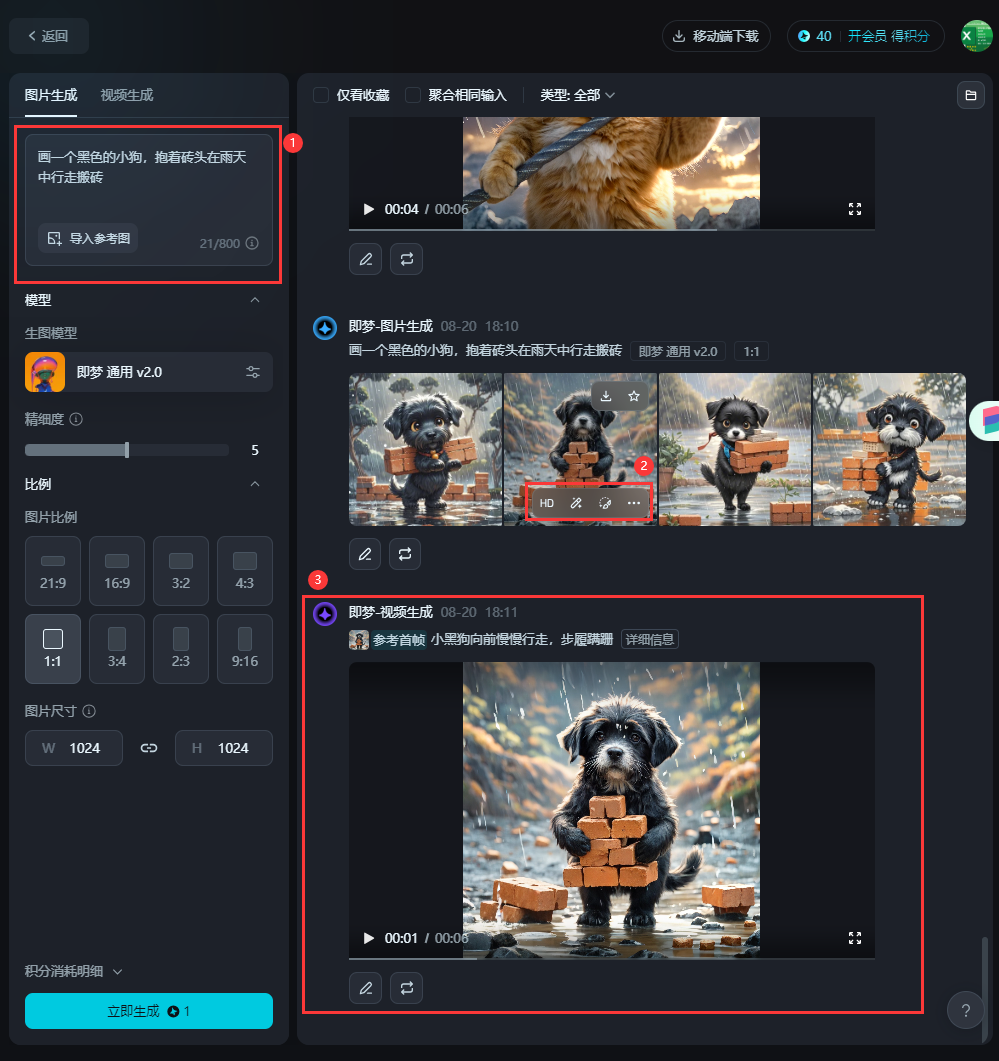 返回
移动端下载
40
开会员 得积分
图片生成
视频生成
画一个黑色的小狗，抱着砖头在雨天
中行走搬砖
导入参考图
21/800
1
模型
生图模型
即梦 通用 v2.0
精细度
5
比例
图片比例
21:9
16:9
3:2
4:3
1:1
3:4
2:3
9:16
图片尺寸
W 1024
H 1024
积分消耗明细
立即生成 1
仅看收藏
聚合相同输入
类型: 全部
00:04 / 00:06
即梦-图片生成 08-20 18:10
画一个黑色的小狗，抱着砖头在雨天中行走搬砖 即梦 通用 v2.0 1:1
2
HD
3
即梦-视频生成 08-20 18:11
参考首帧 小黑狗向前慢慢行走，步履蹒跚 详细信息
00:01 / 00:06
?